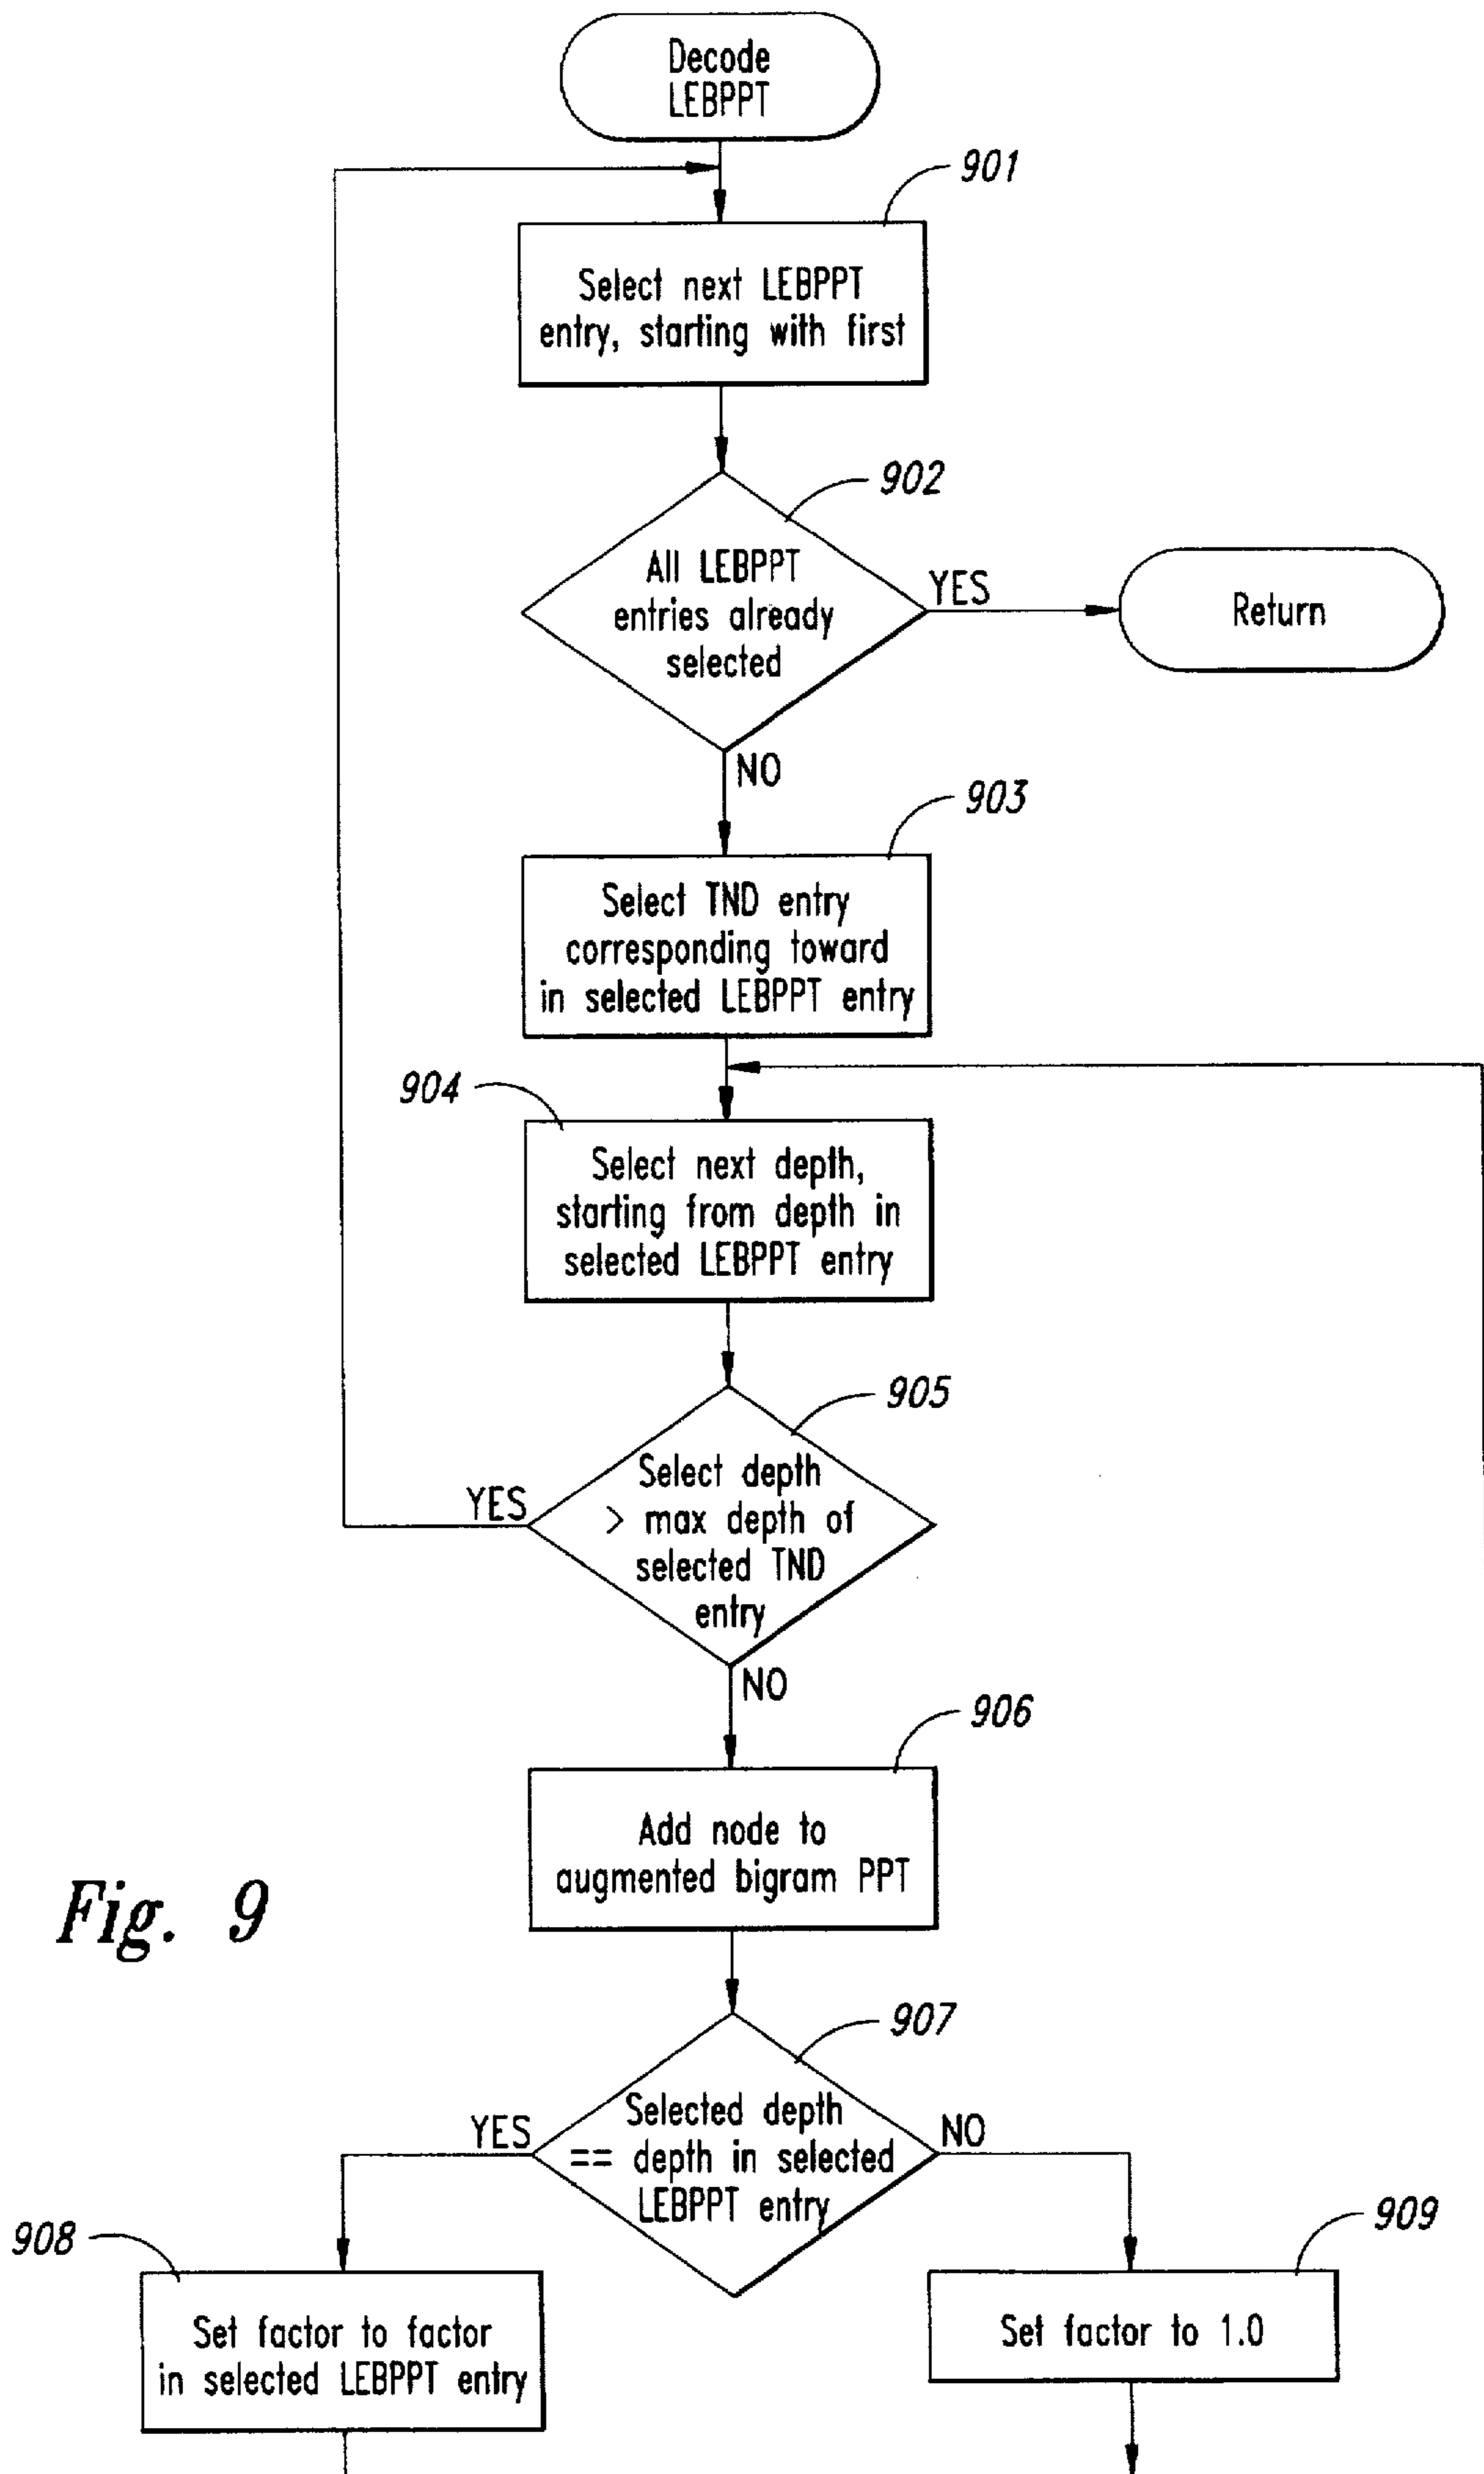 Decode
LEBPPT
901
Select next LEBPPT
entry, starting with first
902
All LEBPPT
entries already
selected
YES
Return
NO
903
Select TND entry
corresponding toward
in selected LEBPPT entry
904
Select next depth,
starting from depth in
selected LEBPPT entry
905
Select depth
> max depth of
selected TND
entry
YES
NO
906
Add node to
augmented bigram PPT
Fig. 9
907
Selected depth
== depth in selected
LEBPPT entry
YES
NO
908
Set factor to factor
in selected LEBPPT entry
909
Set factor to 1.0